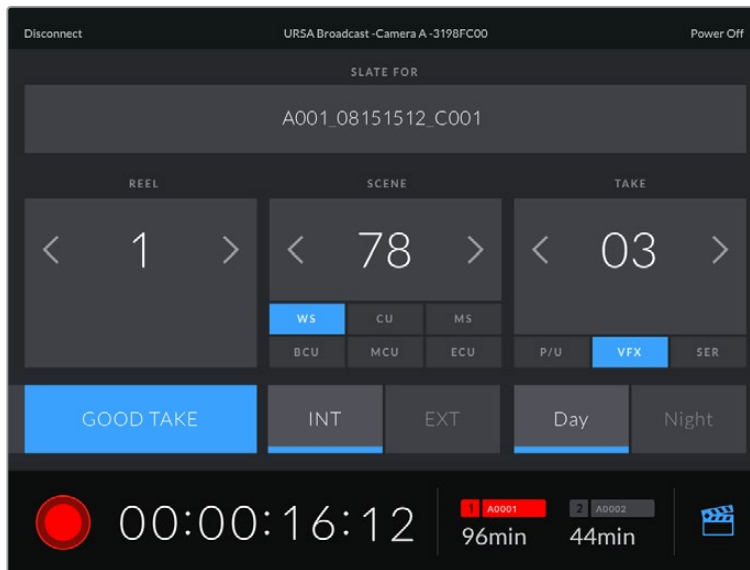 Disconnect URSA Broadcast -Camera A -3198FC00 Power Off
SLATE FOR
A001_08151512_C001
REEL SCENE TAKE
< 1 > < 78 > < 03 >
WS CU MS
BCU MCU ECU P/U VFX SER
GOOD TAKE INT EXT Day Night
00:00:16:12 1 A0001 2 A0002
96min 44min